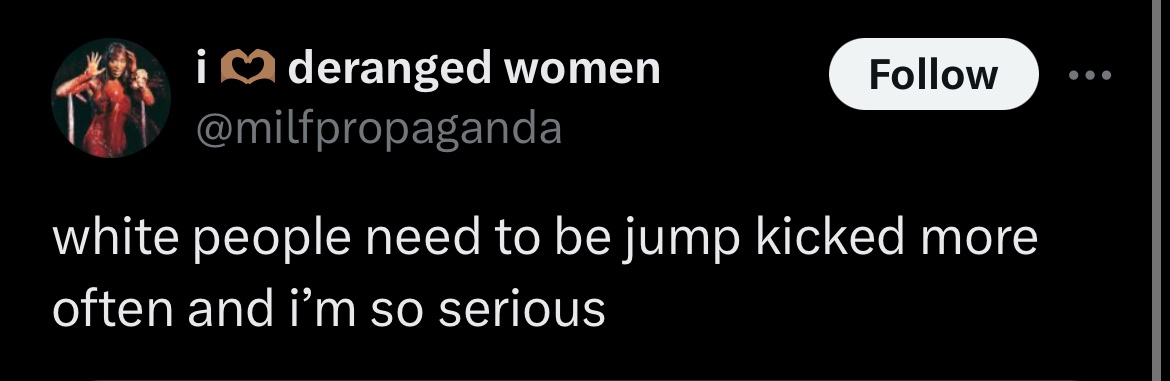 i 🫶🏽 deranged women
Follow
@milfpropaganda
white people need to be jump kicked more
often and i’m so serious